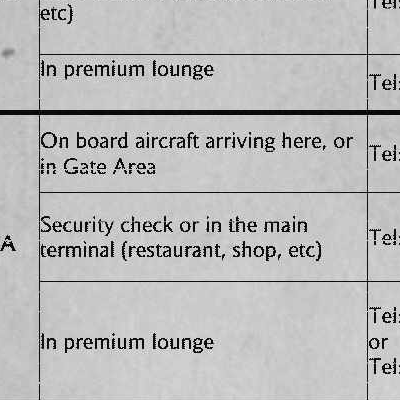 etc)
Tel:
In premium lounge
Tel:
On board aircraft arriving here, or
in Gate Area
Tel:
A
Security check or in the main
terminal (restaurant, shop, etc)
Tel:
In premium lounge
Tel:
or
Tel: